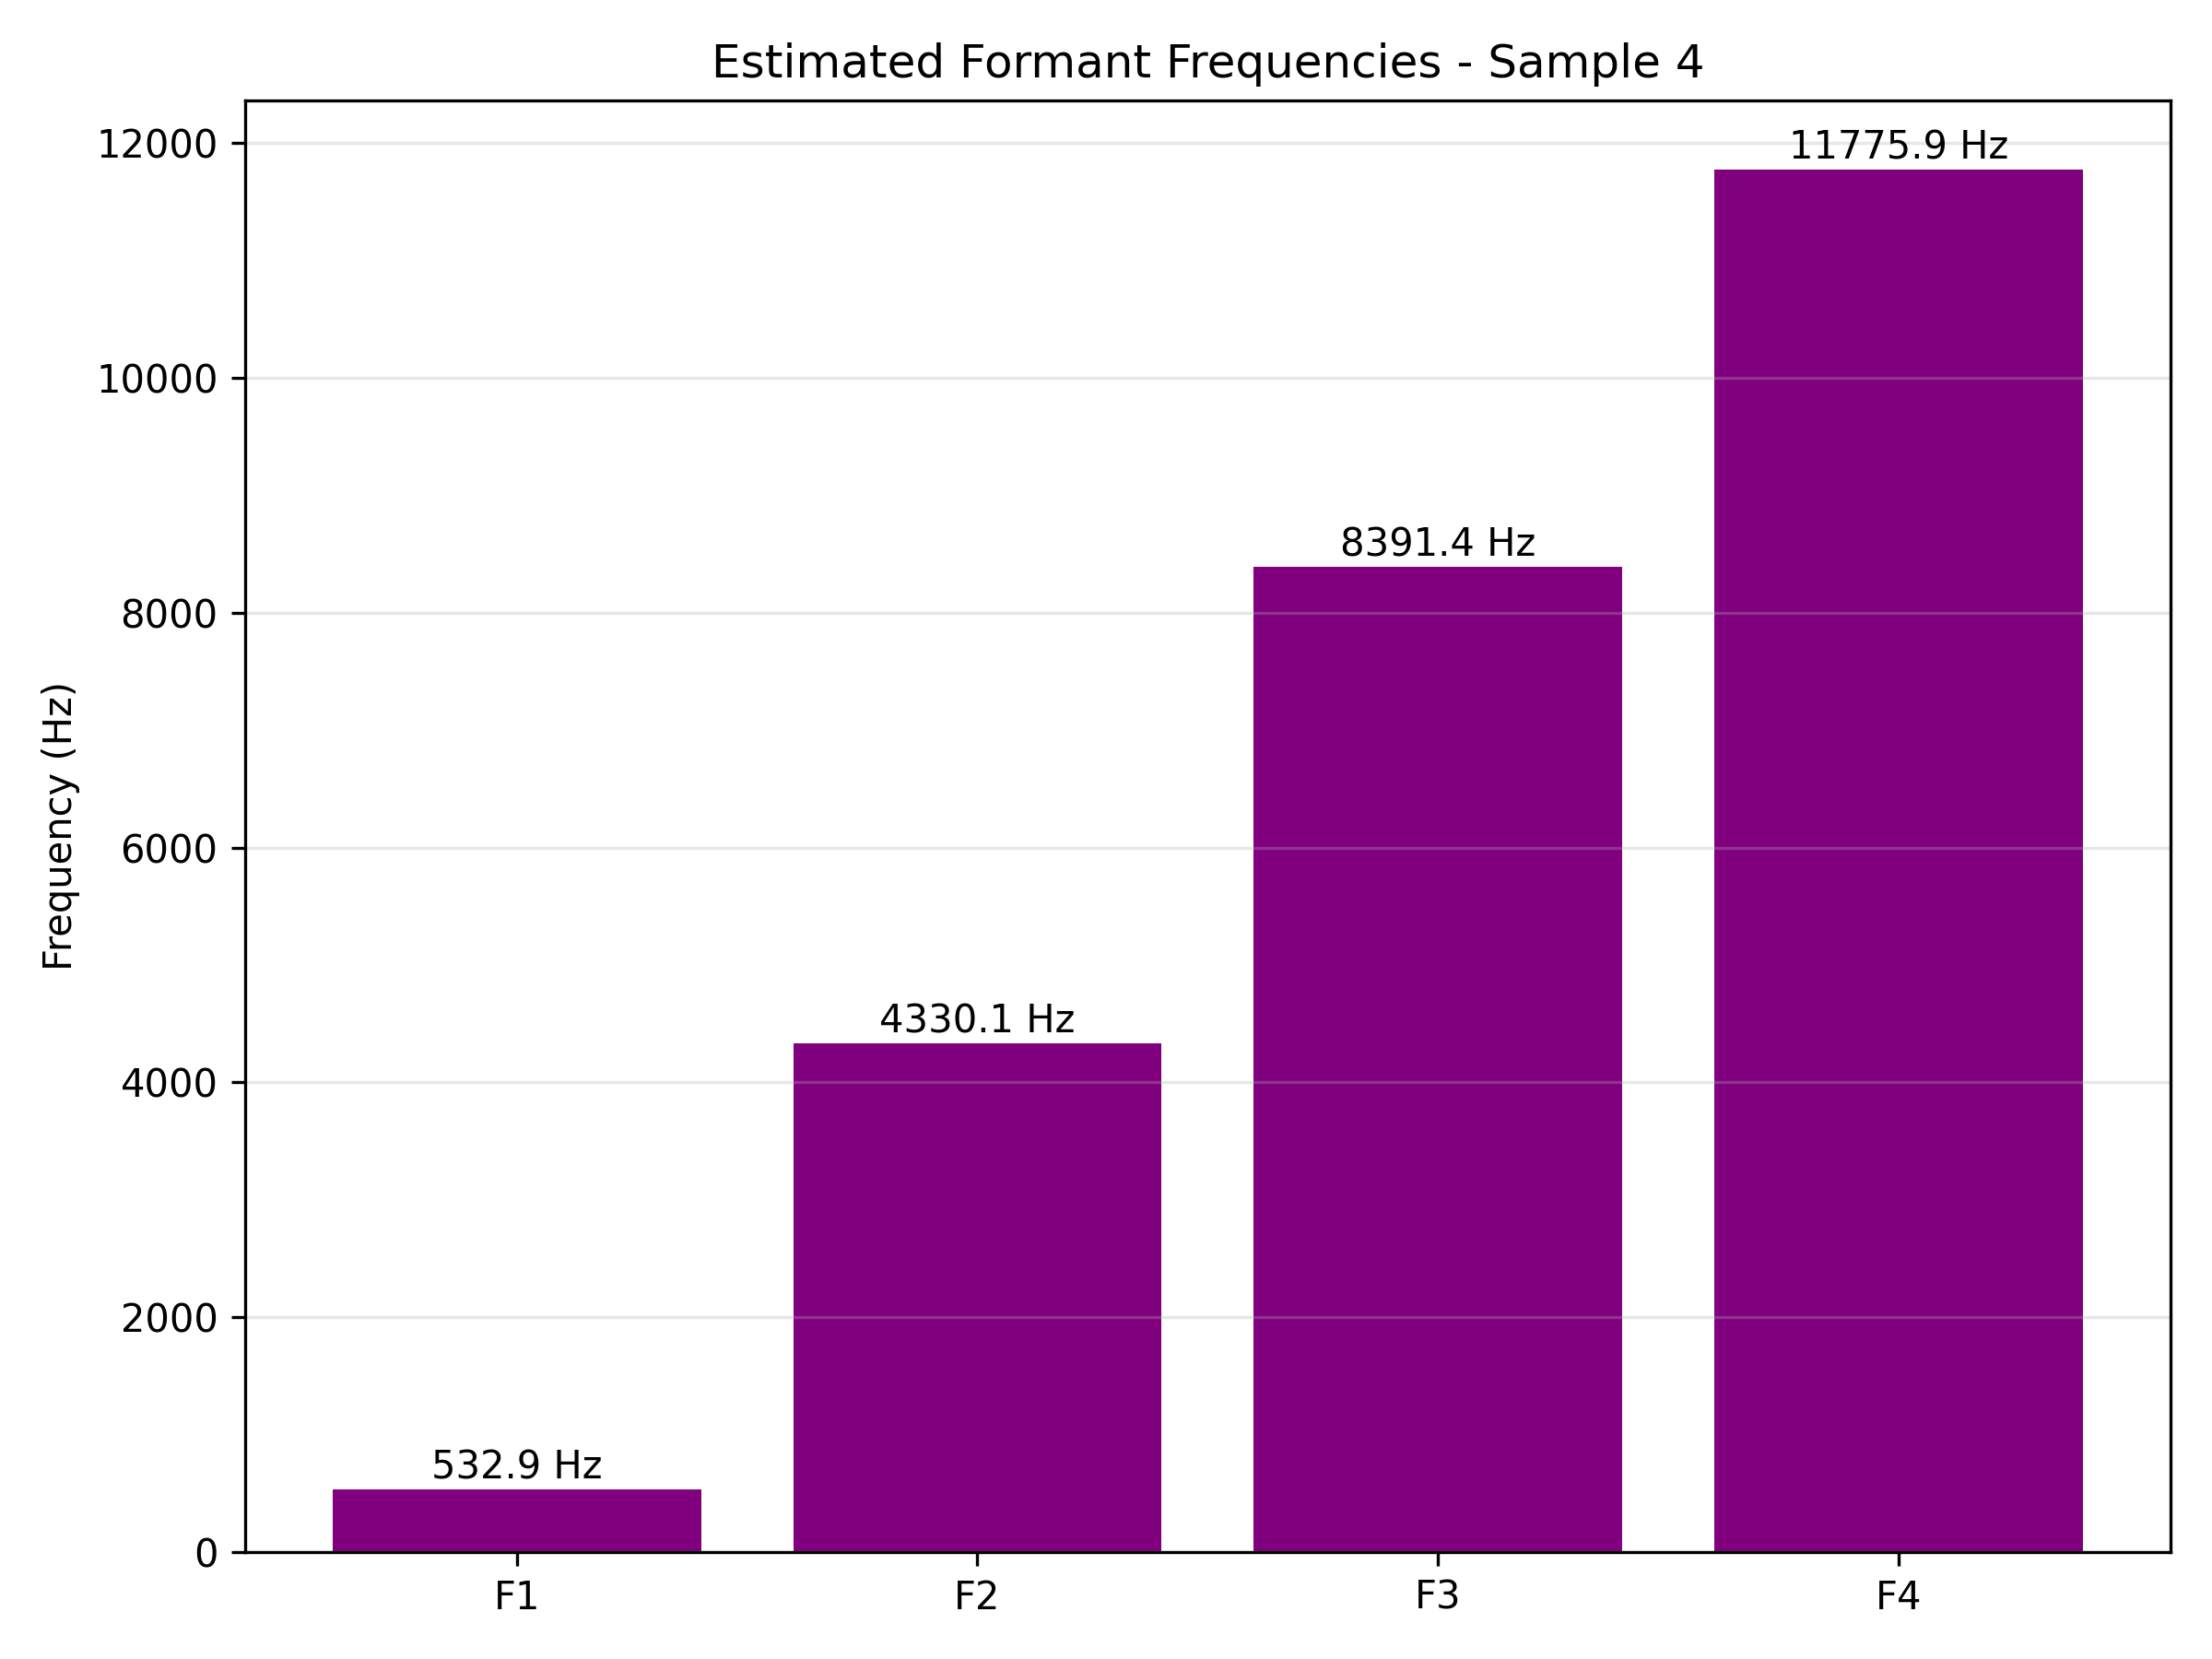 Estimated Formant Frequencies - Sample 4
12000
10000
8000
6000
4000
2000
0
Frequency (Hz)
532.9 Hz
4330.1 Hz
8391.4 Hz
11775.9 Hz
F1
F2
F3
F4